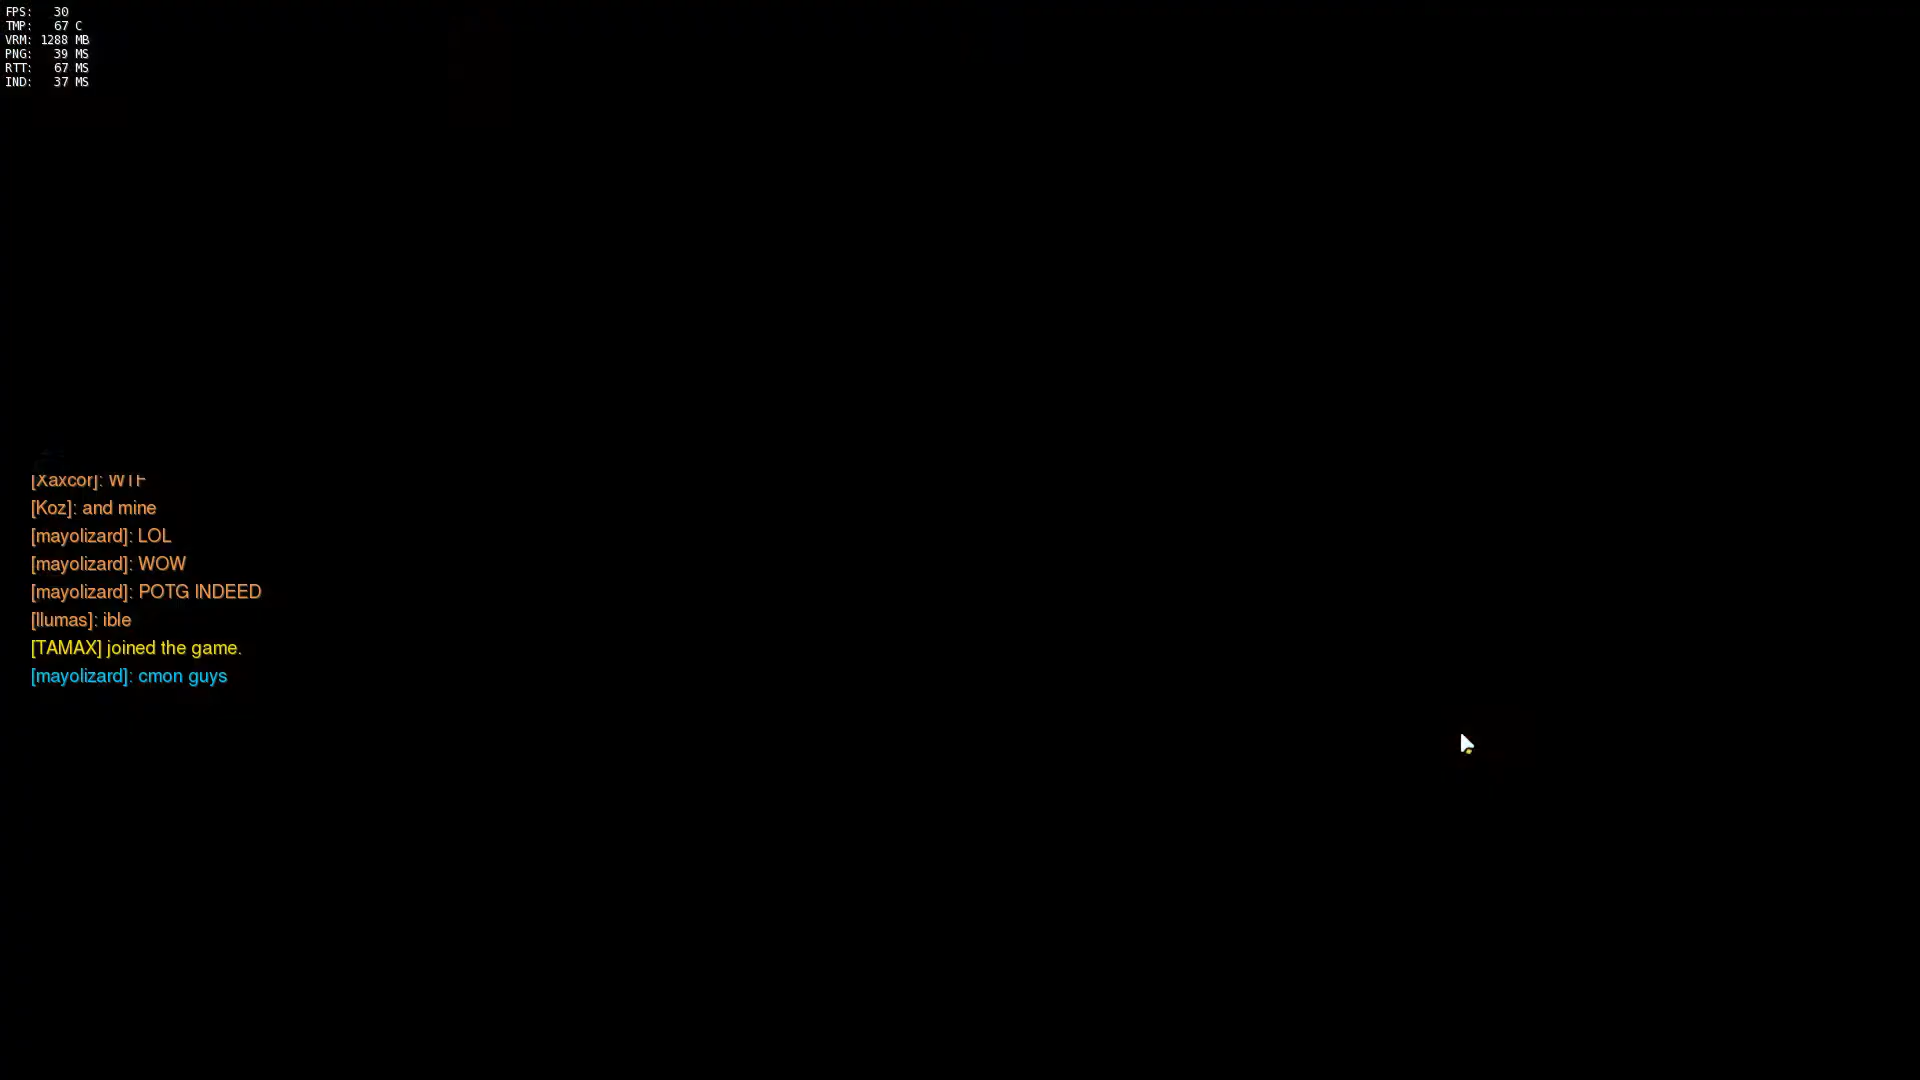 FPS: 30
TMP: 67 C
VRM: 1288 MB
PNG: 39 MS
RTT: 67 MS
IND: 37 MS
[Xaxcor]: WTF
[Koz]: and mine
[mayolizard]: LOL
[mayolizard]: WOW
[mayolizard]: POTG INDEED
[llumas]: ible
[TAMAX] joined the game.
[mayolizard]: cmon guys